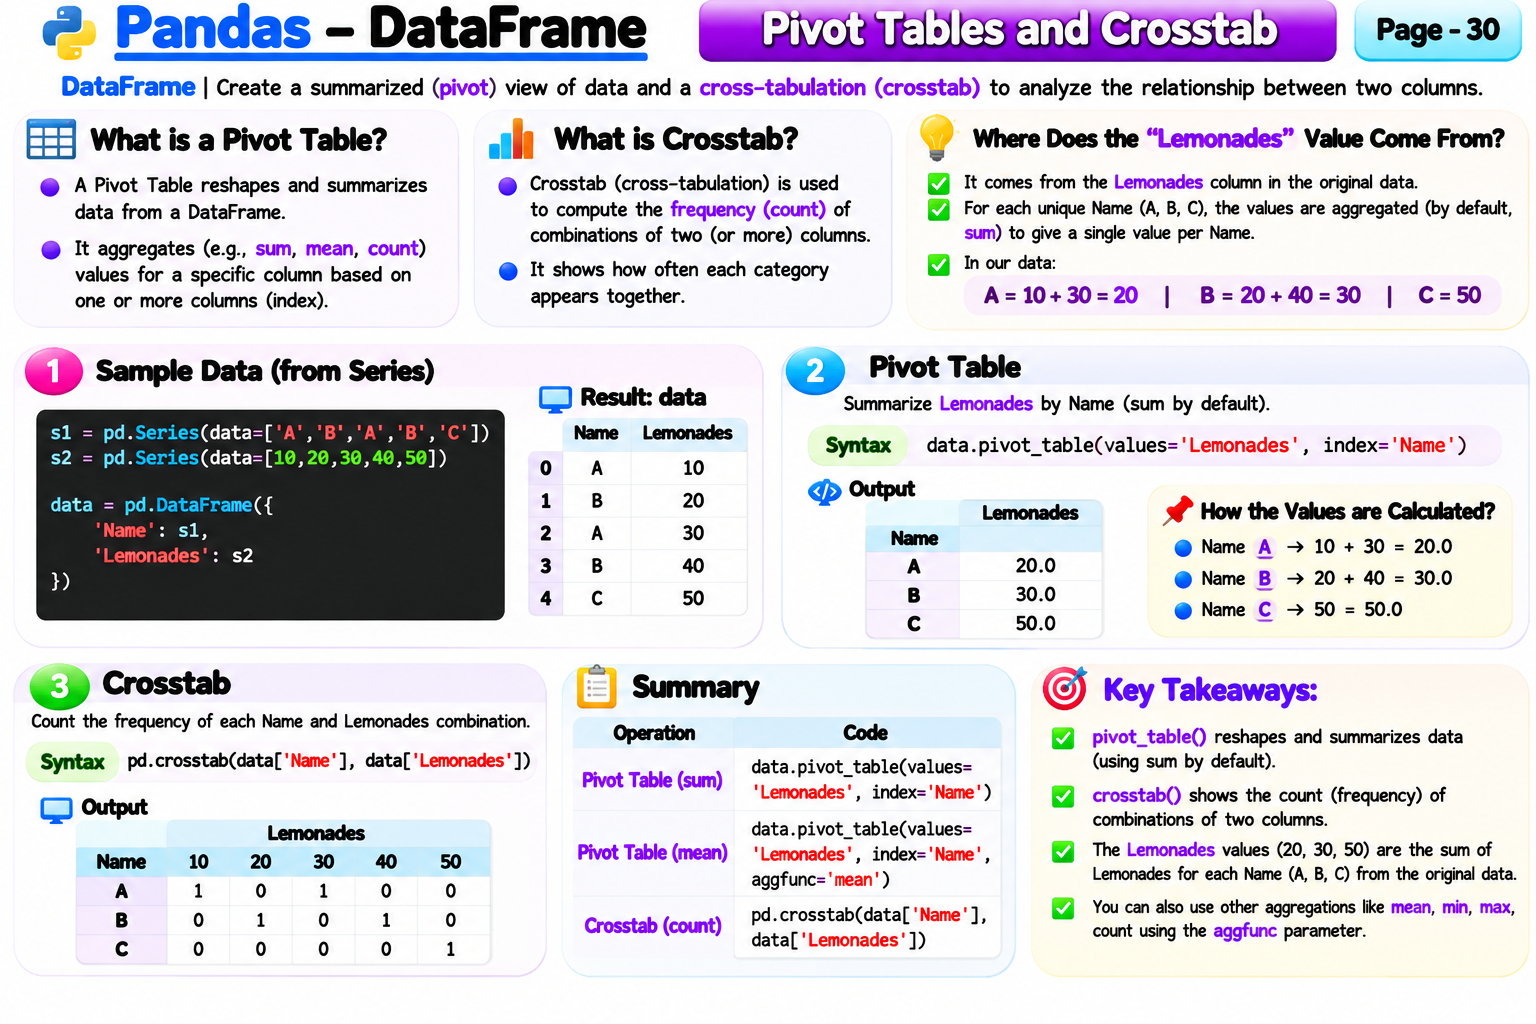 Pandas – DataFrame
Pivot Tables and Crosstab
Page - 30
DataFrame | Create a summarized (pivot) view of data and a cross-tabulation (crosstab) to analyze the relationship between two columns.
What is a Pivot Table?
A Pivot Table reshapes and summarizes
data from a DataFrame.
It aggregates (e.g., sum, mean, count)
values for a specific column based on
one or more columns (index).
What is Crosstab?
Crosstab (cross-tabulation) is used
to compute the frequency (count) of
combinations of two (or more) columns.
It shows how often each category
appears together.
Where Does the “Lemonades” Value Come From?
It comes from the Lemonades column in the original data.
For each unique Name (A, B, C), the values are aggregated (by default,
sum) to give a single value per Name.
In our data:
A = 10 + 30 = 20 | B = 20 + 40 = 30 | C = 50
1 Sample Data (from Series)
s1 = pd.Series(data=['A','B','A','B','C'])
s2 = pd.Series(data=[10,20,30,40,50])
data = pd.DataFrame({
'Name': s1,
'Lemonades': s2
})
Result: data
Name Lemonades
0 A 10
1 B 20
2 A 30
3 B 40
4 C 50
2 Pivot Table
Summarize Lemonades by Name (sum by default).
Syntax data.pivot_table(values='Lemonades', index='Name')
Output
Lemonades
Name
A 20.0
B 30.0
C 50.0
How the Values are Calculated?
Name A → 10 + 30 = 20.0
Name B → 20 + 40 = 30.0
Name C → 50 = 50.0
3 Crosstab
Count the frequency of each Name and Lemonades combination.
Syntax pd.crosstab(data['Name'], data['Lemonades'])
Output
Lemonades
Name 10 20 30 40 50
A 1 0 1 0 0
B 0 1 0 1 0
C 0 0 0 0 1
Summary
Operation Code
Pivot Table (sum)
data.pivot_table(values=
'Lemonades', index='Name')
Pivot Table (mean)
data.pivot_table(values=
'Lemonades', index='Name',
aggfunc='mean')
Crosstab (count)
pd.crosstab(data['Name'],
data['Lemonades'])
Key Takeaways:
pivot_table() reshapes and summarizes data
(using sum by default).
crosstab() shows the count (frequency) of
combinations of two columns.
The Lemonades values (20, 30, 50) are the sum of
Lemonades for each Name (A, B, C) from the original data.
You can also use other aggregations like mean, min, max,
count using the aggfunc parameter.